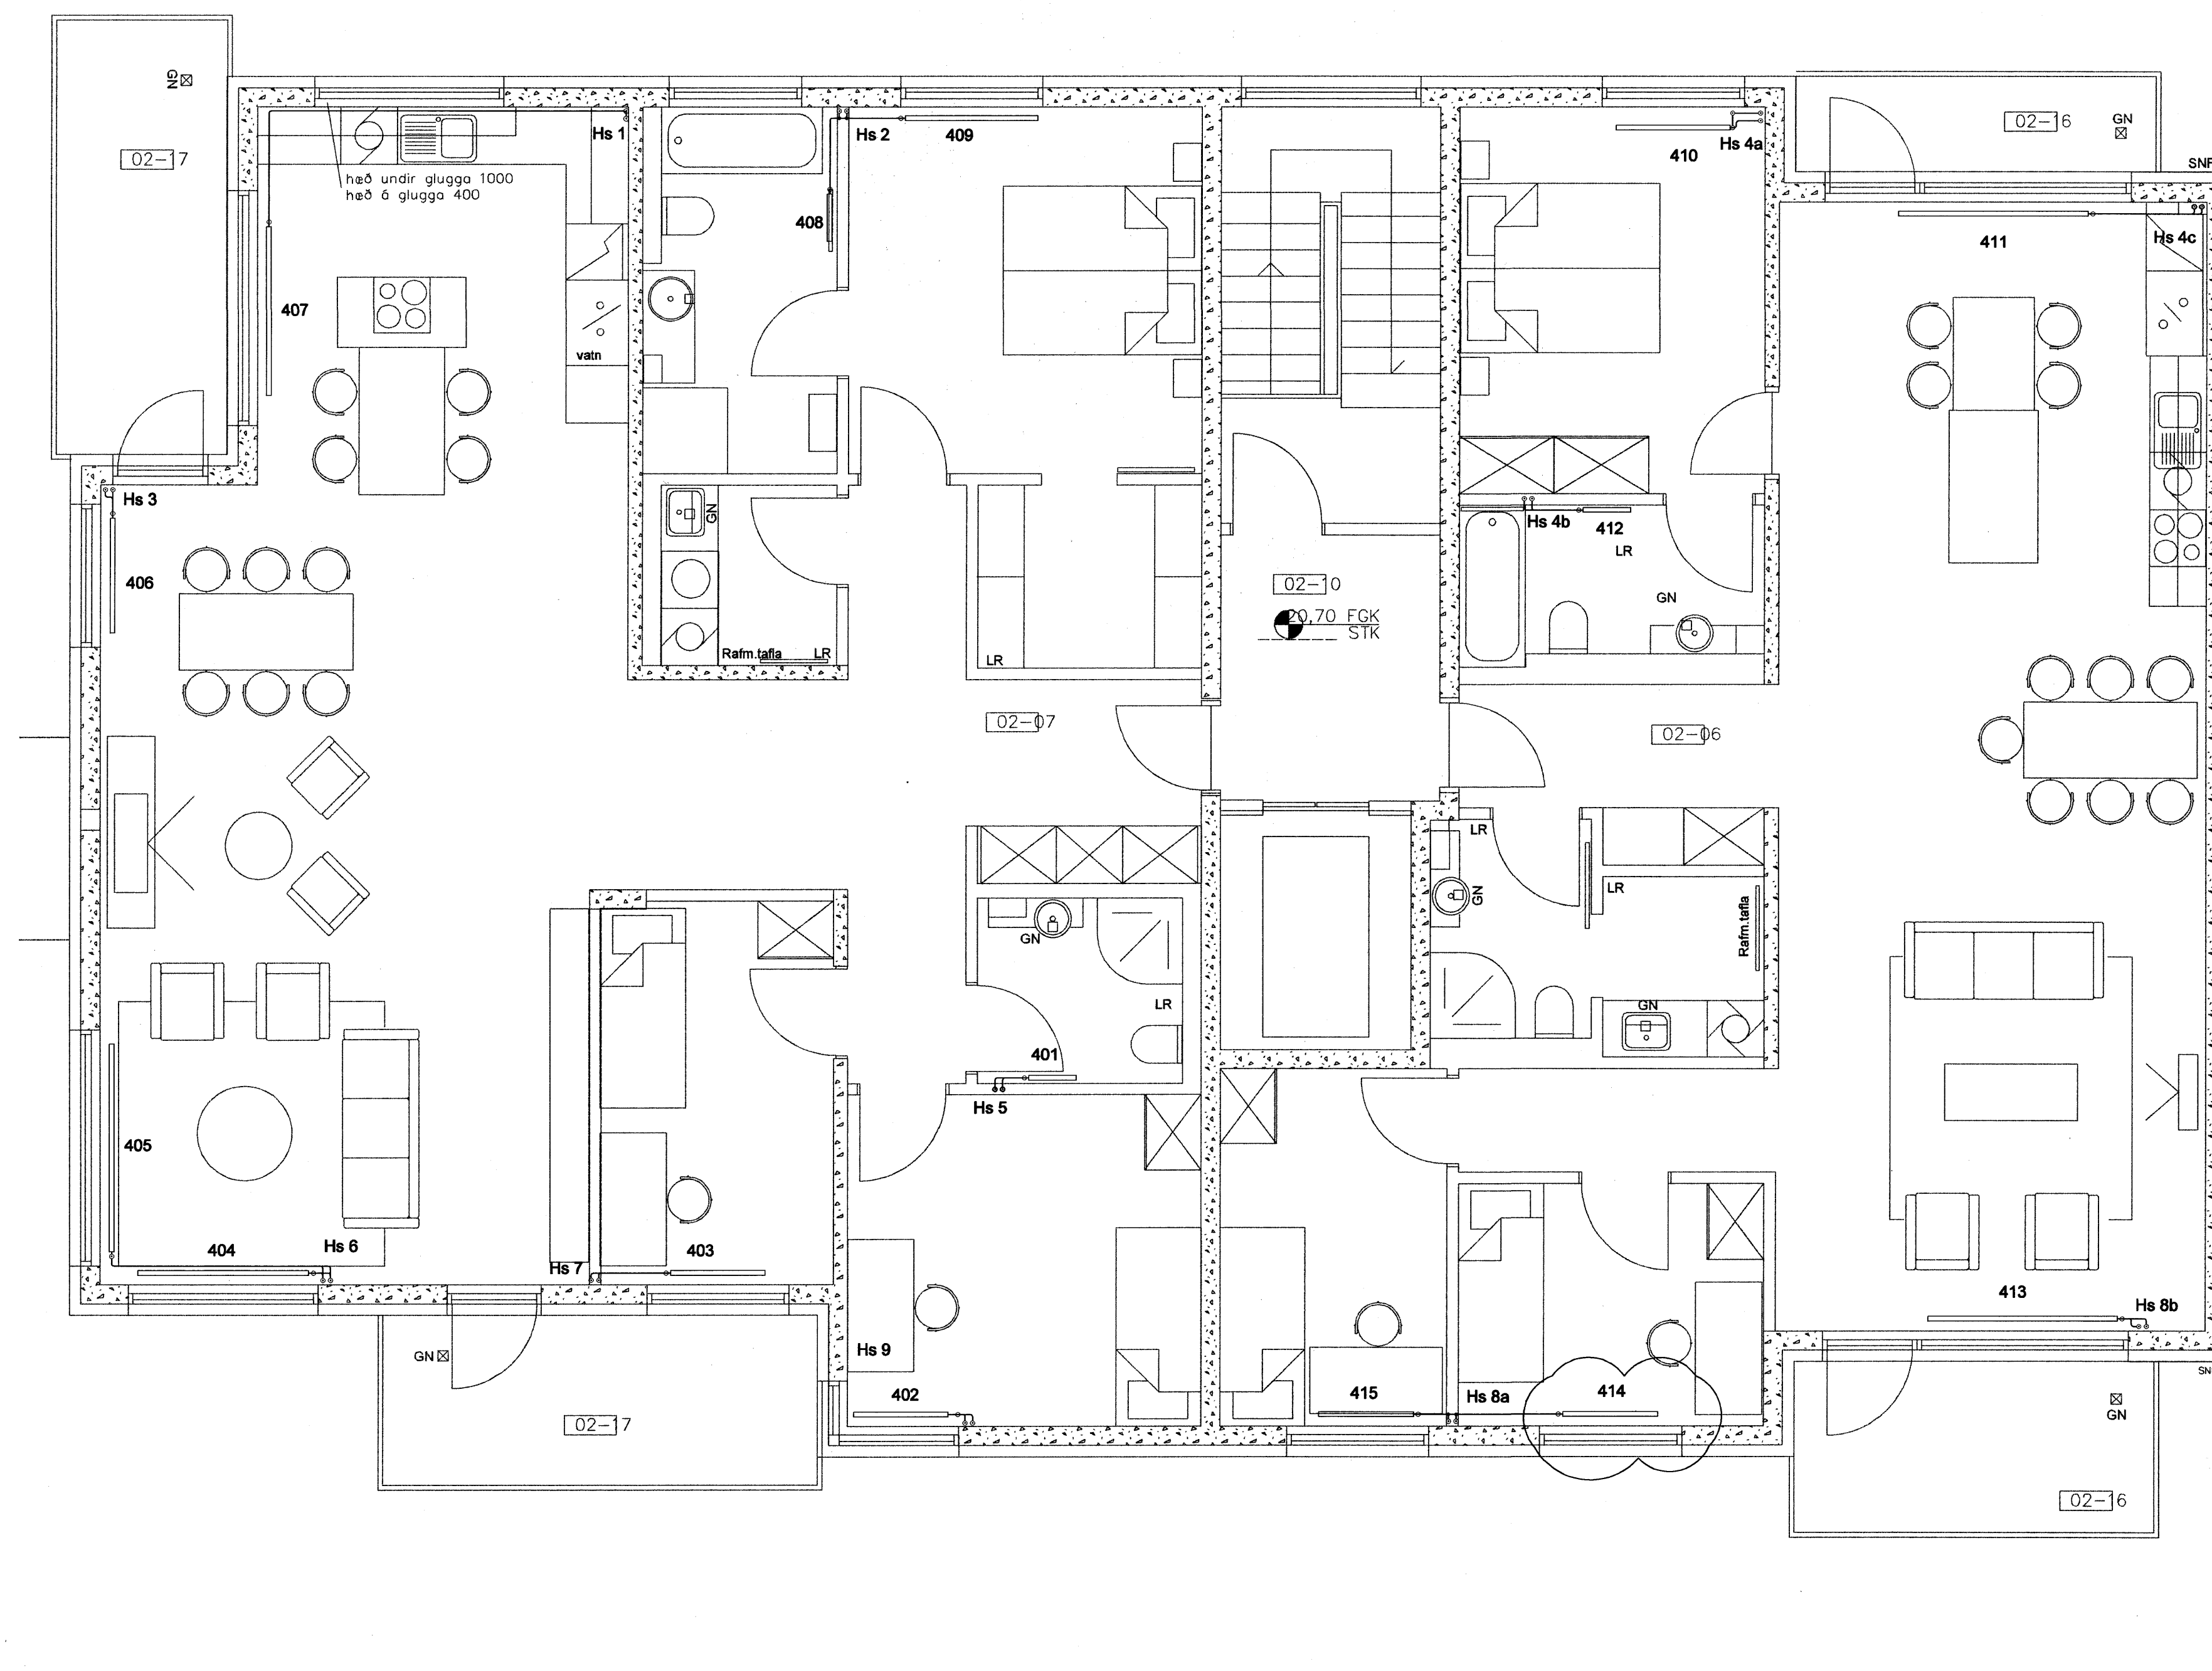 GN
02-17
hæð undir glugga 1000
hæð á glugga 400
Hs 1
Hs 2
409
408
407
vatn
410
Hs 4a
02-16
GN
411
Hs 4c
Hs 3
406
GN
Rafm.tafla
LR
LR
02-10
20,70 FGK
STK
Hs 4b
412
LR
GN
02-07
02-06
LR
GN
LR
Rafm.tafla
GN
GN
LR
401
Hs 5
405
404
Hs 6
Hs 7
403
Hs 9
402
415
Hs 8a
414
413
Hs 8b
GN
02-17
GN
02-16